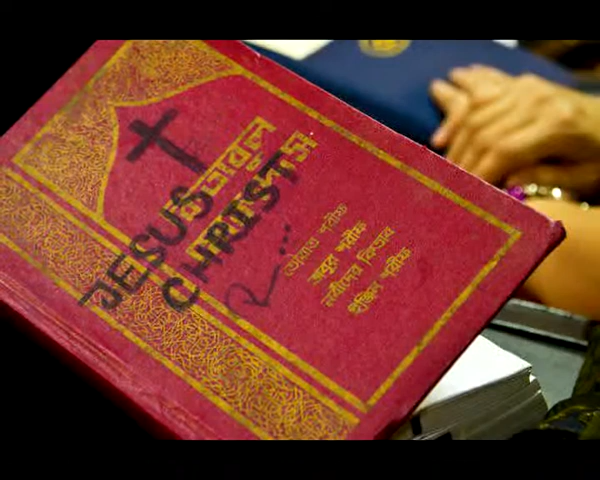 কিতাবুল
JESUS
CHRIST
R...
তৌরাত শরীফ
জবুর শরীফ
নবীদের কিতাব
ইঞ্জিল শরীফ